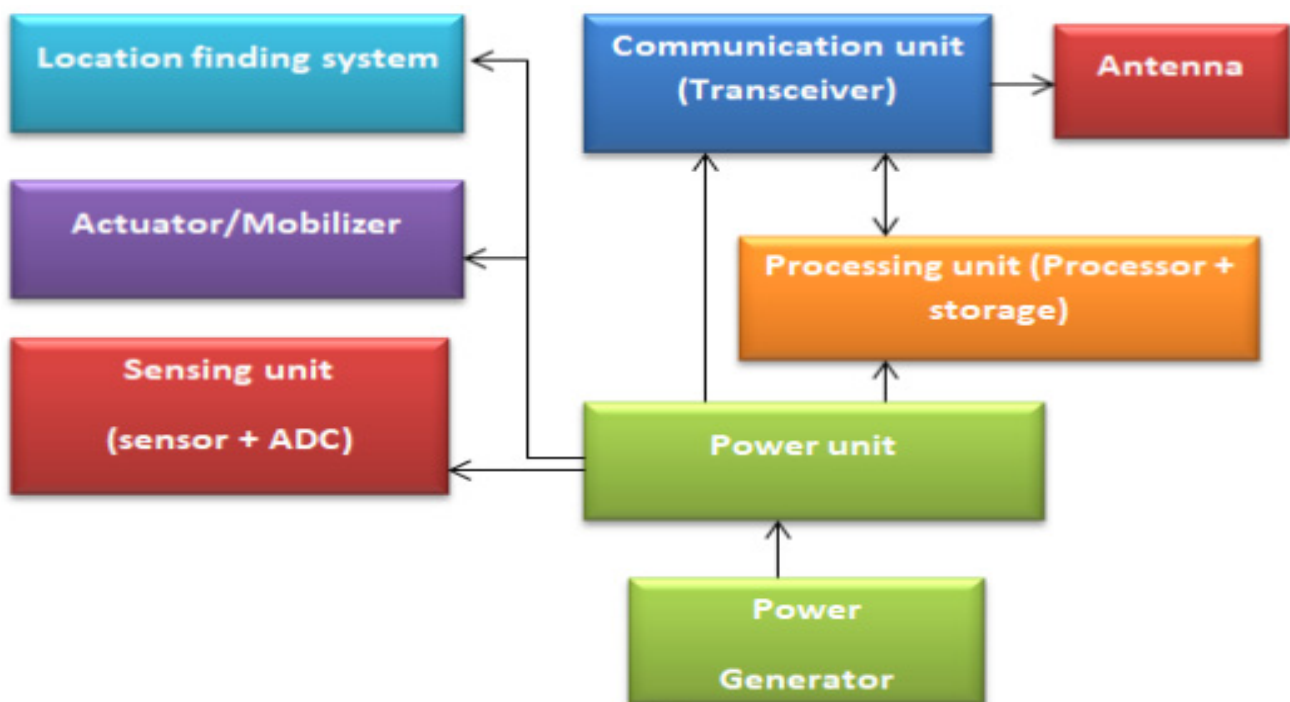 Location finding system
Communication unit
(Transceiver)
Antenna
Actuator/Mobilizer
Processing unit (Processor +
storage)
Sensing unit
(sensor + ADC)
Power unit
Power
Generator